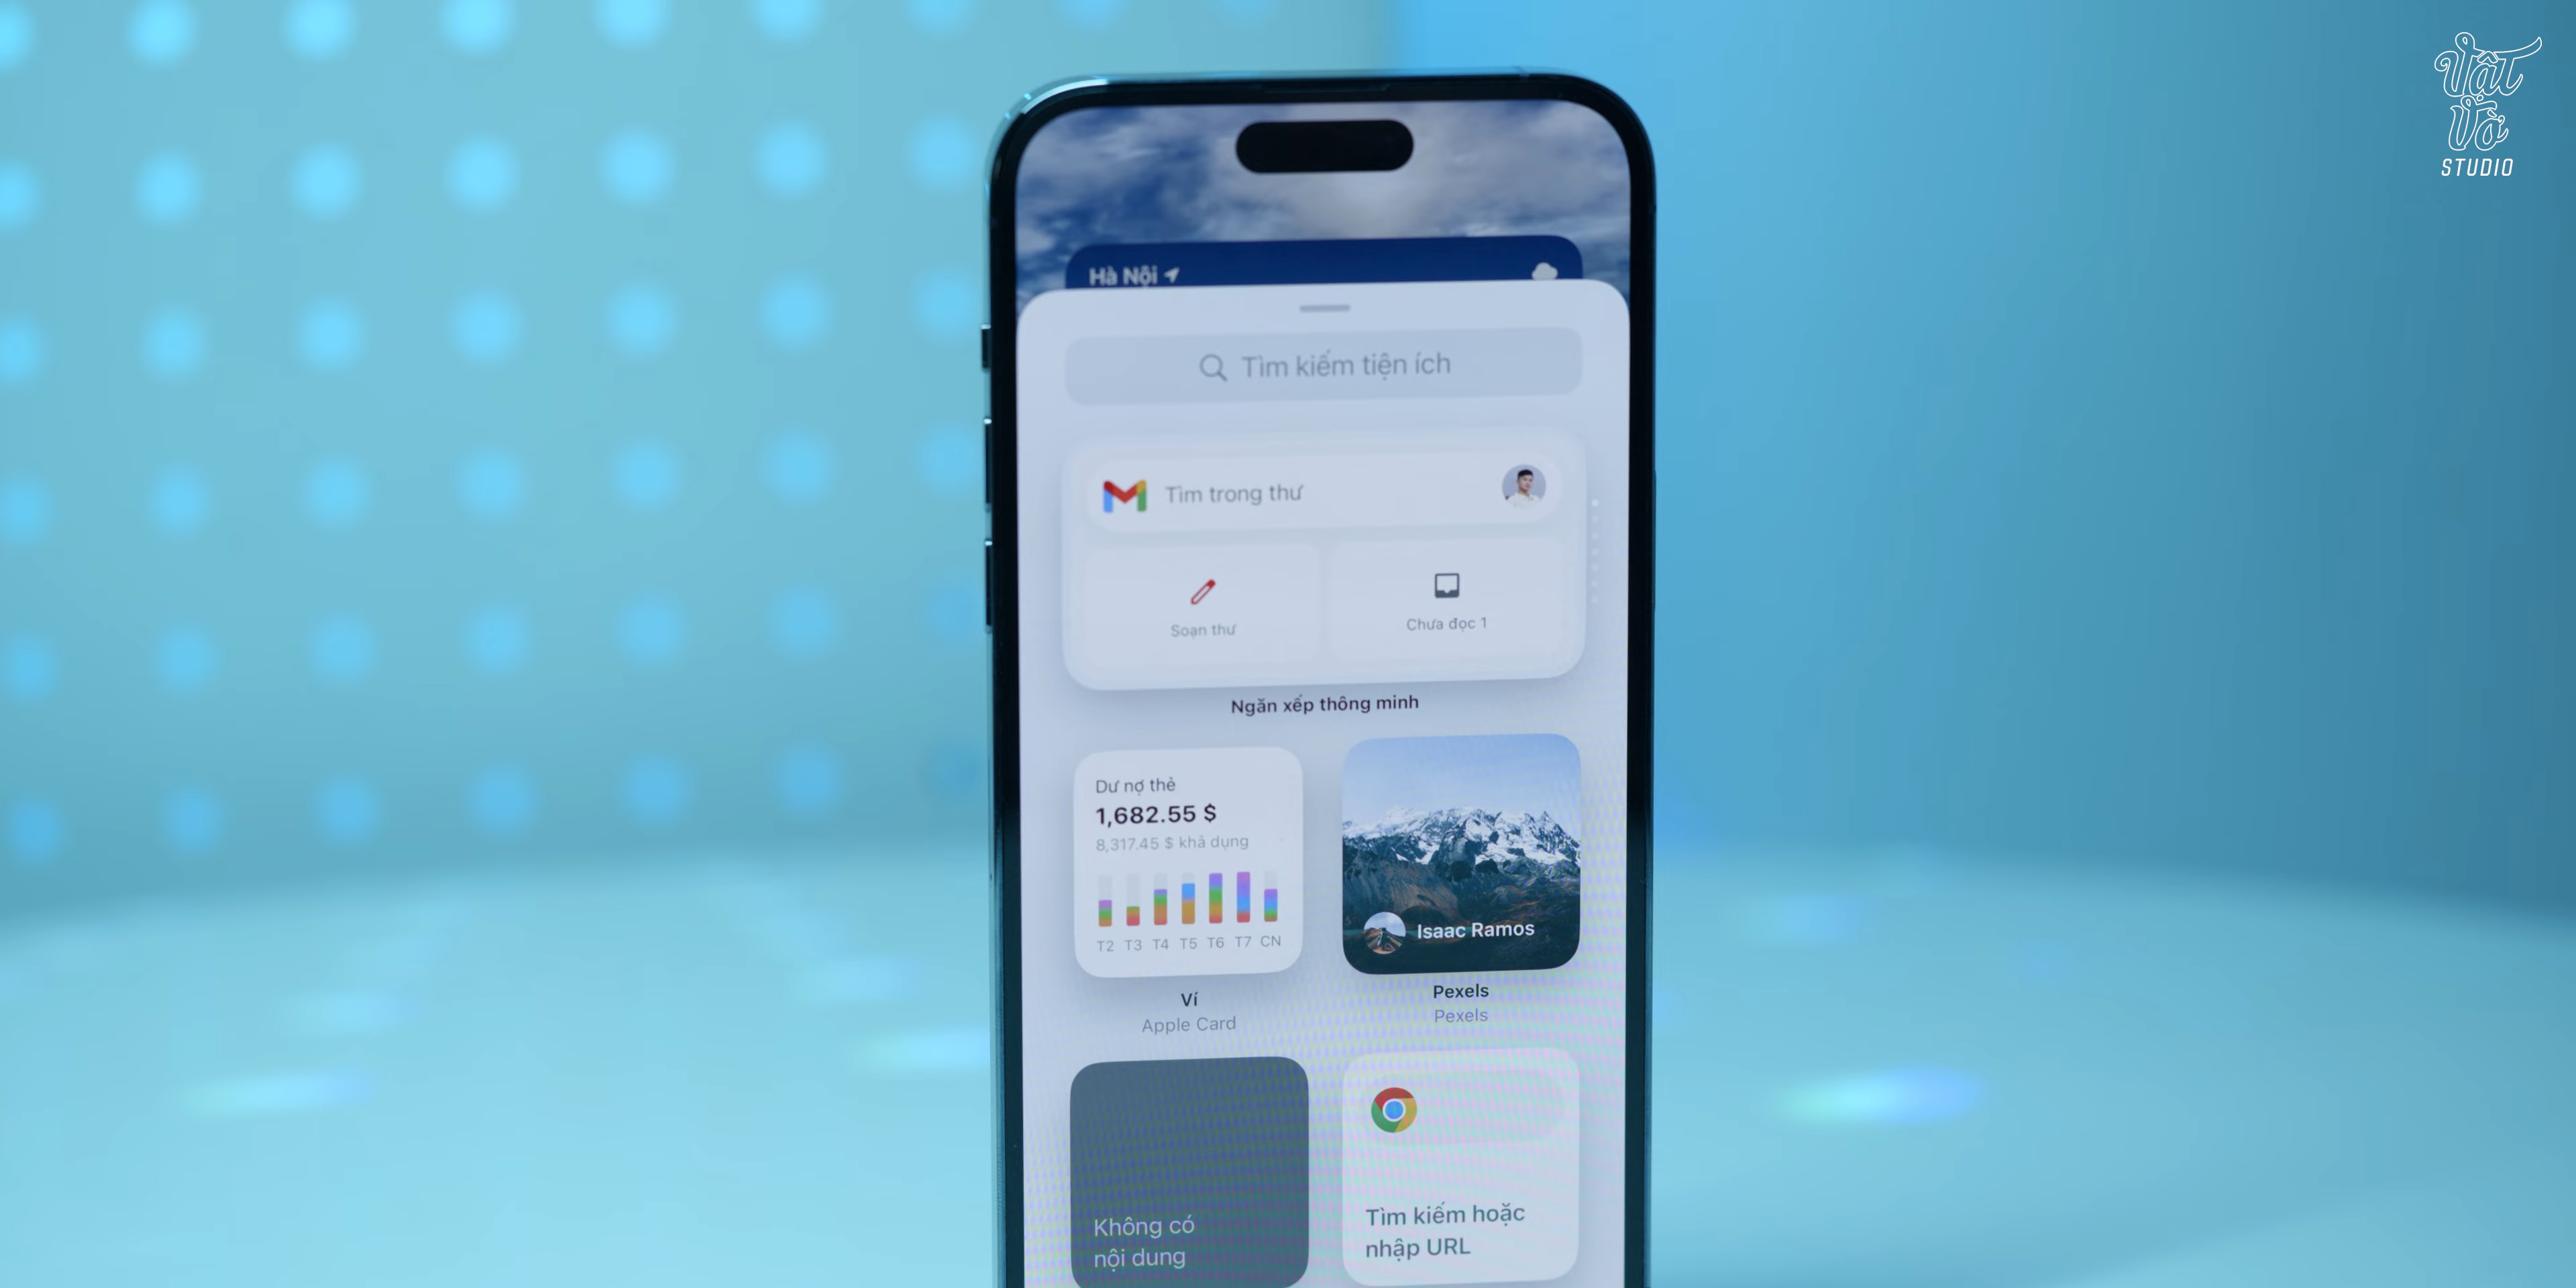 Vật
Vờ
STUDIO
Hà Nội
Tìm kiếm tiện ích
Tìm trong thư
Soạn thư
Chưa đọc 1
Ngăn xếp thông minh
Dư nợ thẻ
1,682.55 $
8,317.45 $ khả dụng
T2 T3 T4 T5 T6 T7 CN
Isaac Ramos
Ví
Apple Card
Pexels
Pexels
Không có
nội dung
Tìm kiếm hoặc
nhập URL